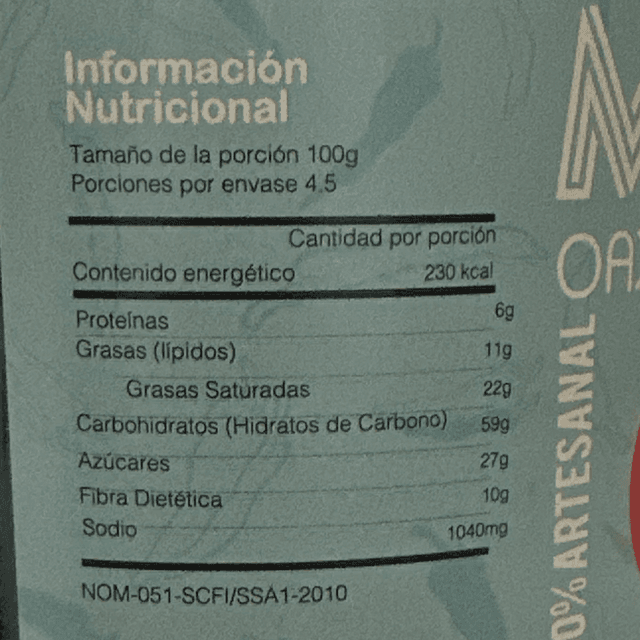 Información
Nutricional
Tamaño de la porción 100g
Porciones por envase 4.5
Cantidad por porción
Contenido energético 230 kcal
Proteínas 6g
Grasas (lípidos) 11g
Grasas Saturadas 22g
Carbohidratos (Hidratos de Carbono) 59g
Azúcares 27g
Fibra Dietética 10g
Sodio 1040mg
NOM-051-SCFI/SSA1-2010
0% ARTESANAL